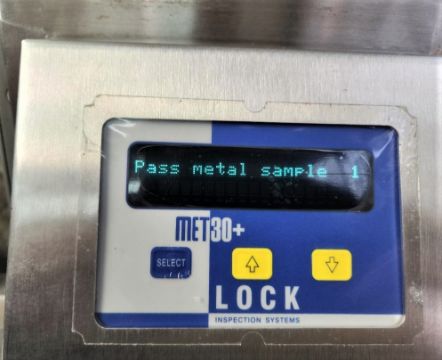 Pass metal sample 1
MET30+
SELECT
LOCK
INSPECTION SYSTEMS